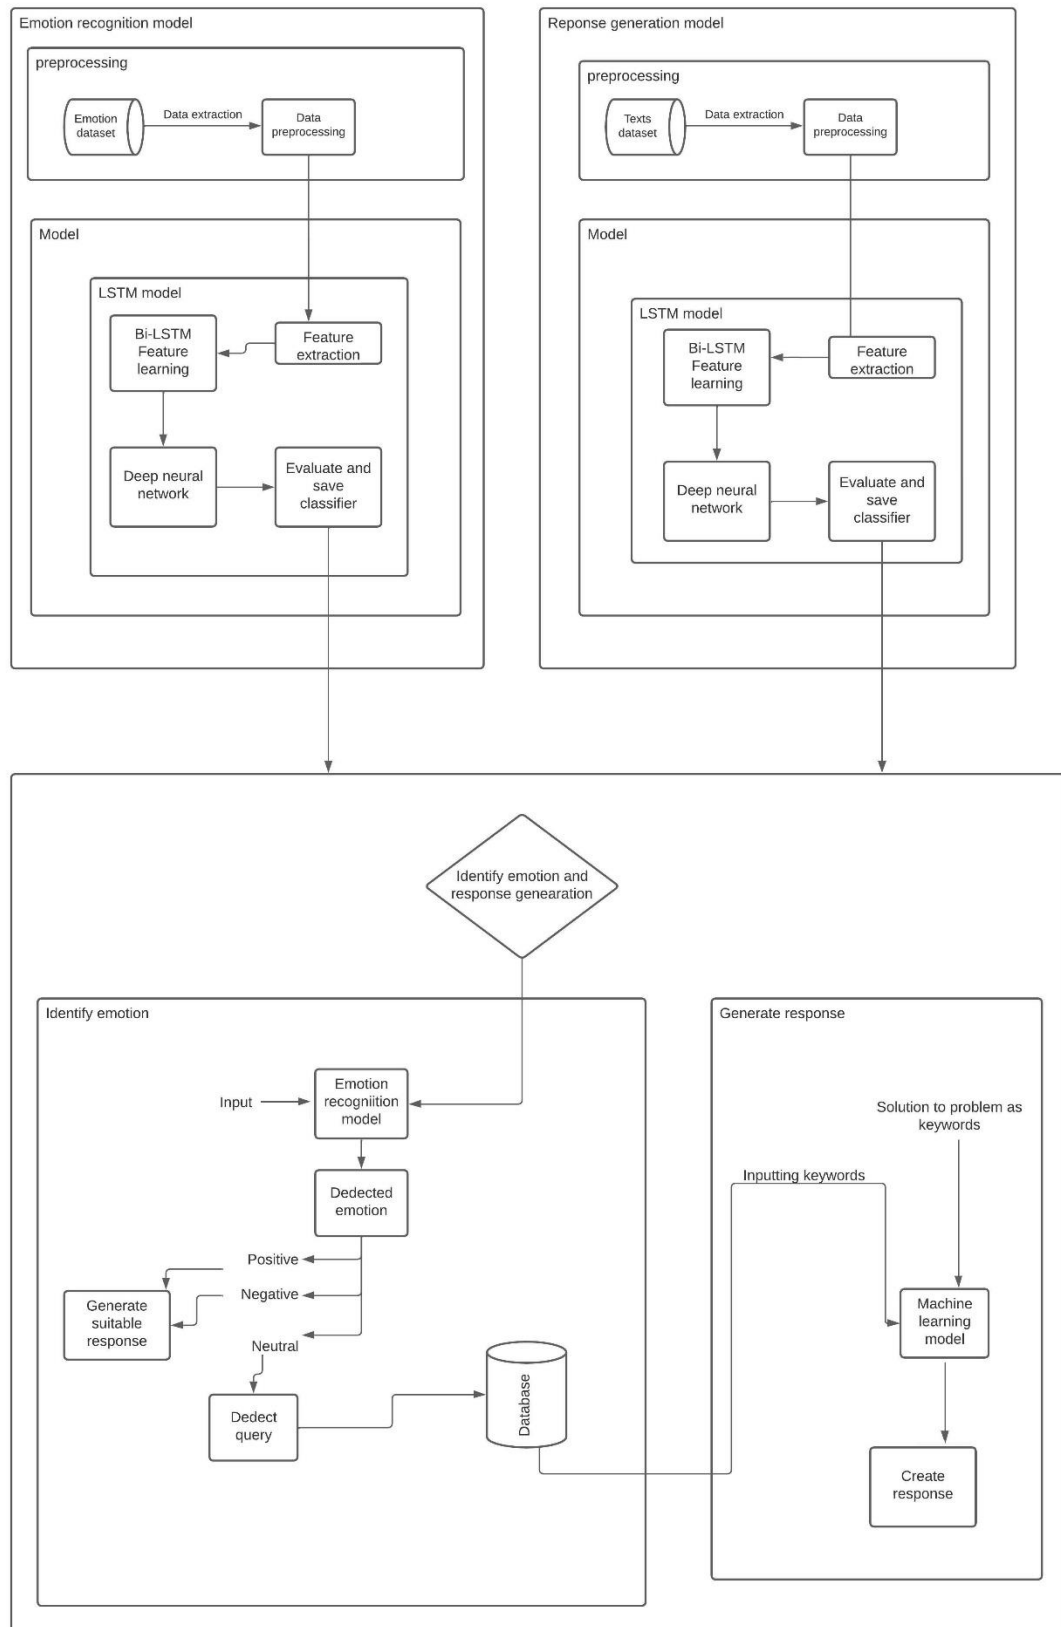 Emotion recognition model
preprocessing
Emotion
dataset
Data extraction
Data
preprocessing
Model
LSTM model
Bi-LSTM
Feature
learning
Feature
extraction
Deep neural
network
Evaluate and
save
classifier
Reponse generation model
preprocessing
Texts
dataset
Data extraction
Data
preprocessing
Model
LSTM model
Bi-LSTM
Feature
learning
Feature
extraction
Deep neural
network
Evaluate and
save
classifier
Identify emotion and
response genearation
Identify emotion
Input
Emotion
recogniition
model
Dedected
emotion
Positive
Negative
Neutral
Generate
suitable
response
Dedect
query
Database
Generate response
Solution to problem as
keywords
Inputting keywords
Machine
learning
model
Create
response